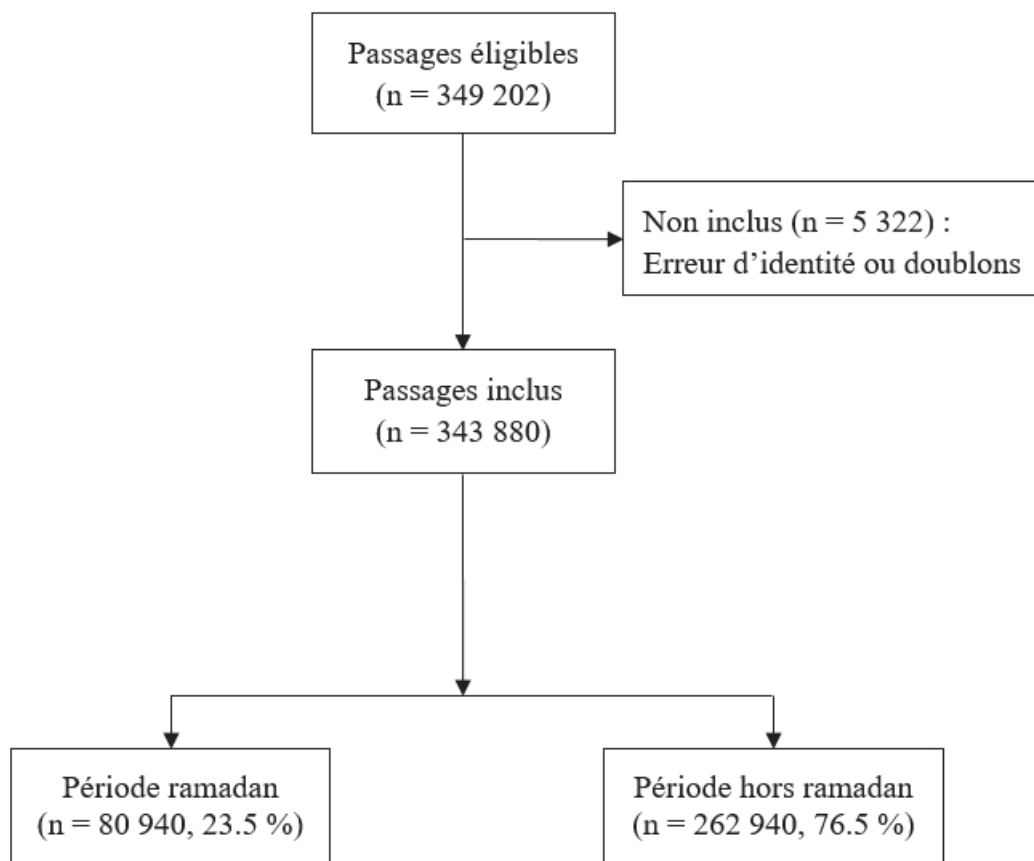 Passages éligibles
(n = 349 202)
Non inclus (n = 5 322) :
Erreur d’identité ou doublons
Passages inclus
(n = 343 880)
Période ramadan
(n = 80 940, 23.5 %)
Période hors ramadan
(n = 262 940, 76.5 %)